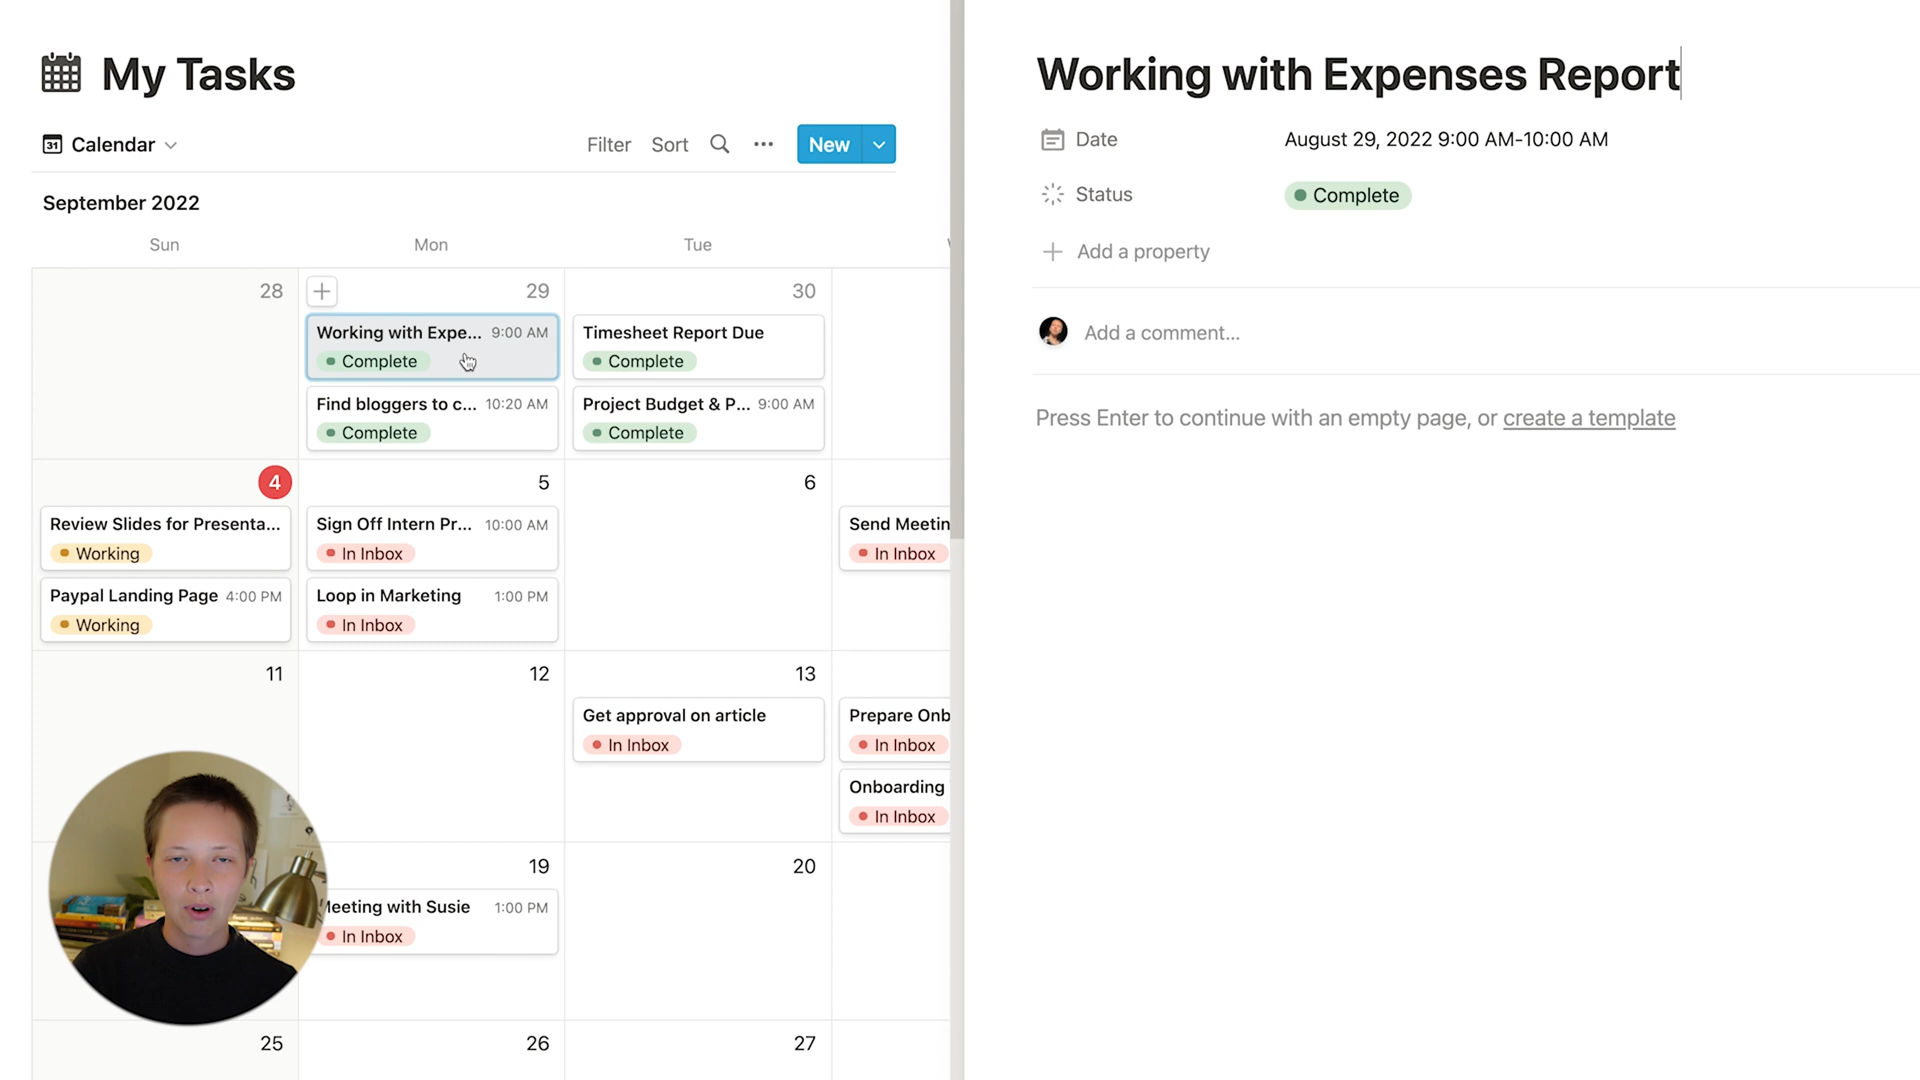 My Tasks
31 Calendar
Filter Sort ••• New
September 2022
Sun Mon Tue
28 29 30
Working with Expe... 9:00 AM
Complete
Timesheet Report Due
Complete
Find bloggers to c... 10:20 AM
Complete
Project Budget & P... 9:00 AM
Complete
4 5 6
Review Slides for Presenta...
Working
Sign Off Intern Pr... 10:00 AM
In Inbox
Send Meetin
In Inbox
Paypal Landing Page 4:00 PM
Working
Loop in Marketing 1:00 PM
In Inbox
11 12 13
Get approval on article
In Inbox
Prepare Onb
In Inbox
Onboarding
In Inbox
19 20
Meeting with Susie 1:00 PM
In Inbox
25 26 27
Working with Expenses Report
Date August 29, 2022 9:00 AM-10:00 AM
Status Complete
Add a property
Add a comment...
Press Enter to continue with an empty page, or create a template